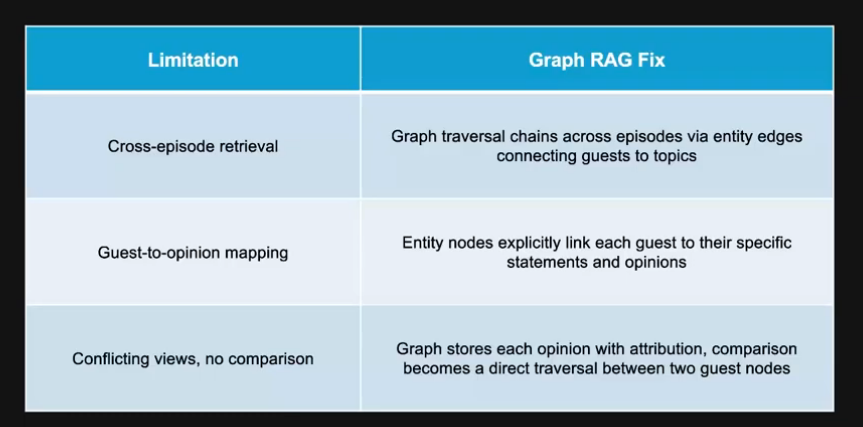 Limitation
Graph RAG Fix
Cross-episode retrieval
Graph traversal chains across episodes via entity edges
connecting guests to topics
Guest-to-opinion mapping
Entity nodes explicitly link each guest to their specific
statements and opinions
Conflicting views, no comparison
Graph stores each opinion with attribution, comparison
becomes a direct traversal between two guest nodes